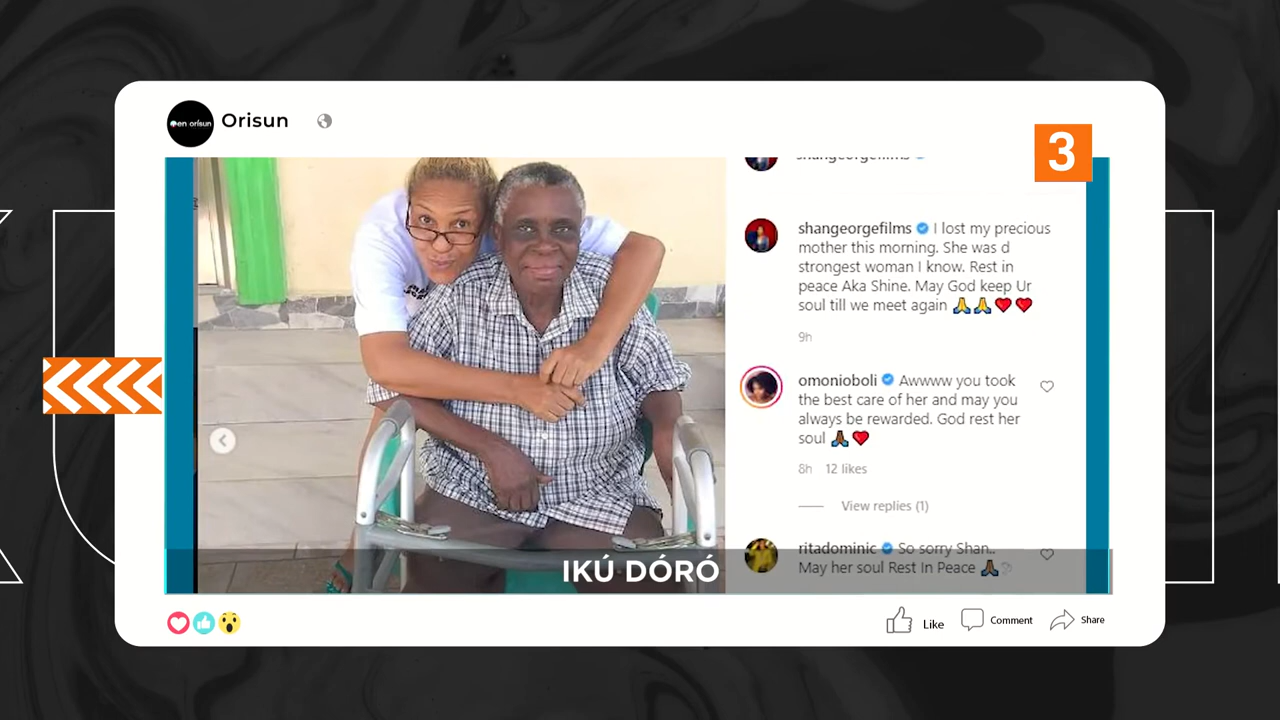 en orísun
Orisun
3
shangeorgefilms
shangeorgefilms I lost my precious
mother this morning. She was d
strongest woman I know. Rest in
peace Aka Shine. May God keep Ur
soul till we meet again 🙏🙏❤️❤️
9h
omonioboli Awwww you took
the best care of her and may you
always be rewarded. God rest her
soul 🙏🏾❤️
8h 12 likes
View replies (1)
ritadominic So sorry Shan..
May her soul Rest In Peace 🙏🏾
IKÚ DÓRÓ
Like
Comment
Share